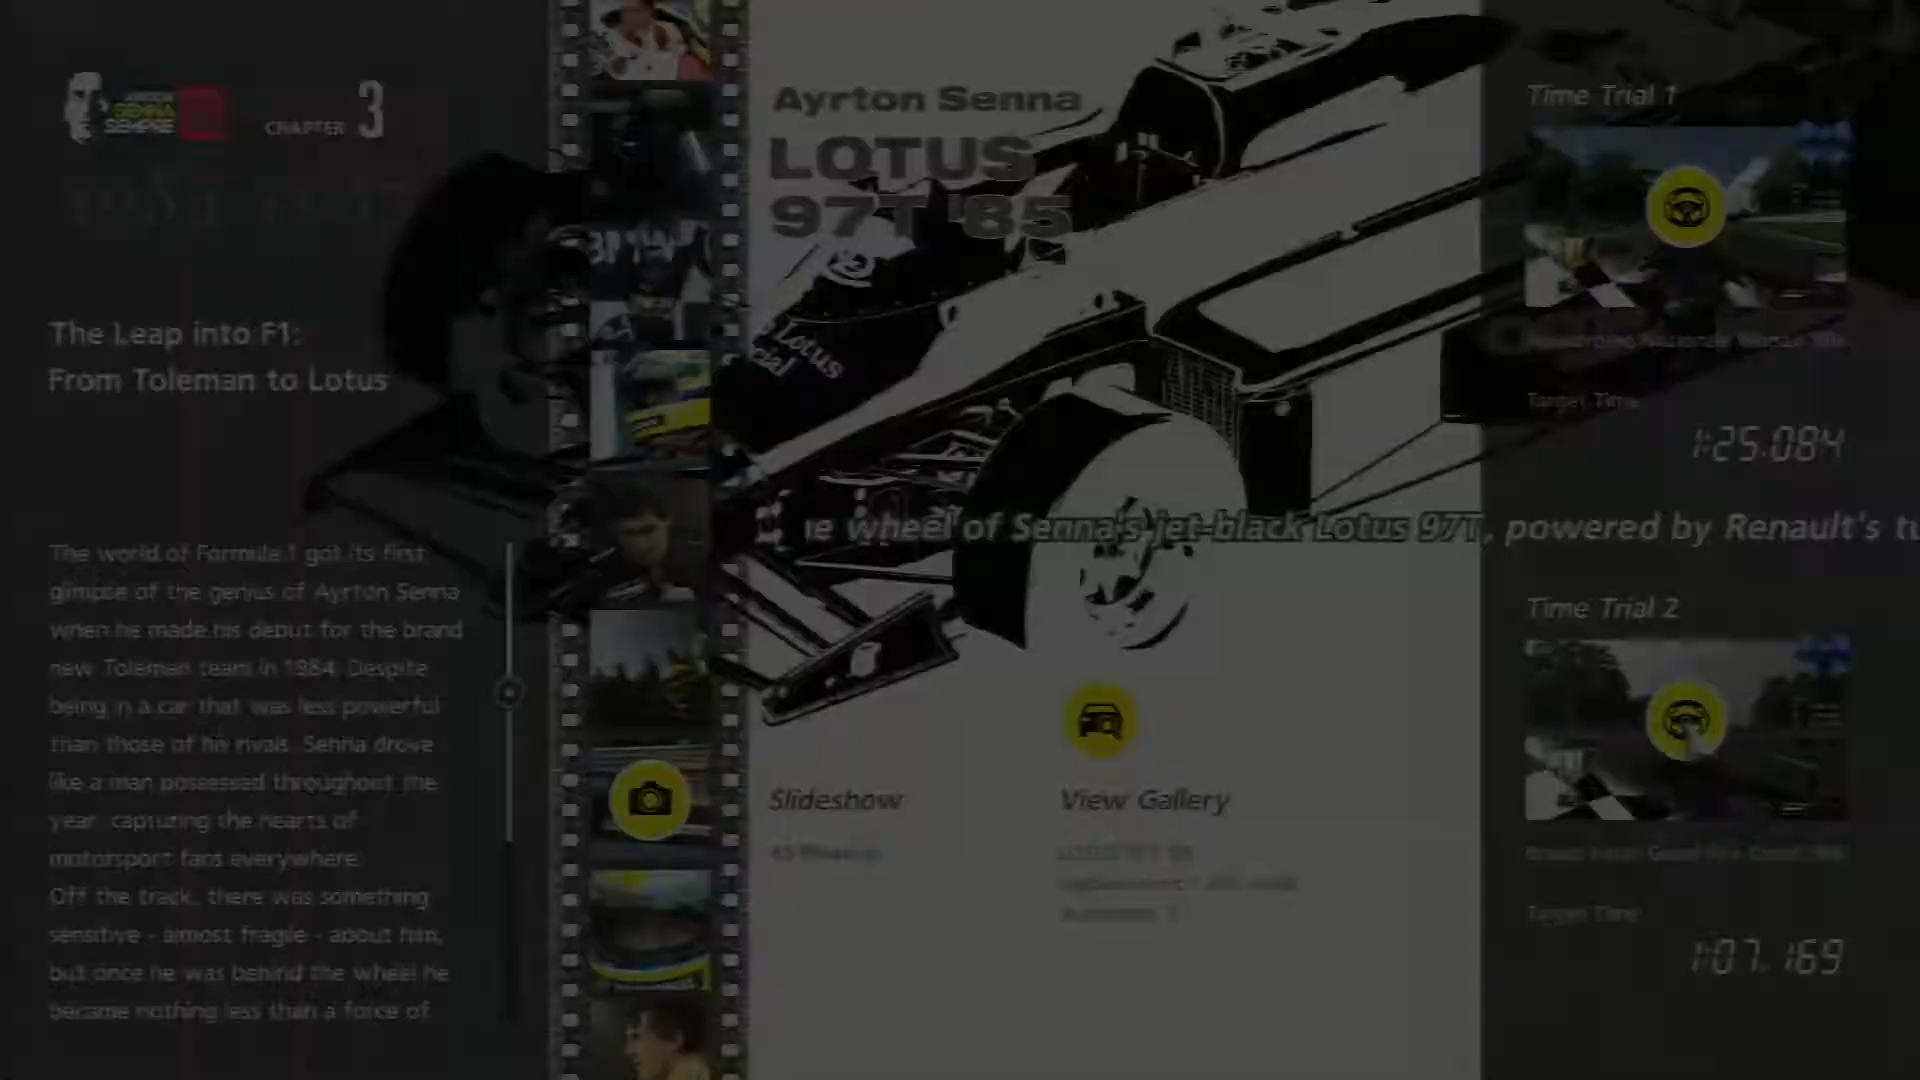 AYRTON
SENNA
SEMPRE
CHAPTER 3
The Leap into F1:
From Toleman to Lotus
The world of Formula 1 got its first
glimpse of the genius of Ayrton Senna
when he made his debut for the brand
new Toleman team in 1984. Despite
being in a car that was less powerful
than those of his rivals, Senna drove
like a man possessed throughout the
year, capturing the hearts of
motorsport fans everywhere.
Off the track, there was something
sensitive - almost fragile - about him,
but once he was behind the wheel he
became nothing less than a force of
Ayrton Senna
LOTUS
97T '85
Lotus
cial
e wheel of Senna's jet-black Lotus 97T, powered by Renault's tu
Slideshow
View Gallery
Time Trial 1
Target Time
1:25.084
Time Trial 2
Target Time
1:07.169